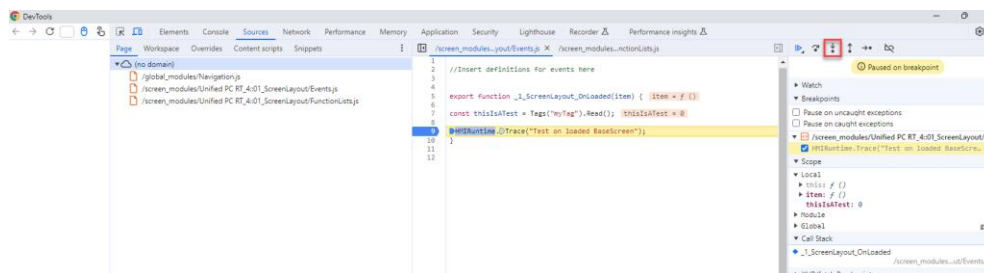 DevTools
Elements Console Sources Network Performance Memory Application Security Lighthouse Recorder Performance insights
Page Workspace Overrides Content scripts Snippets
/screen_modules...yout/Events.js × /screen_modules...nctionLists.js
(no domain)
/global_modules/Navigation.js
/screen_modules/Unified PC RT_4::01_ScreenLayout/Events.js
/screen_modules/Unified PC RT_4::01_ScreenLayout/FunctionLists.js
1
2 //Insert definitions for events here
3
4
5 export function _1_ScreenLayout_OnLoaded(item) { item = ƒ ()
6
7 const thisIsATest = Tags("myTag").Read(); thisIsATest = 0
8
9 HMIRuntime.Trace("Test on loaded BaseScreen");
10 }
11
12
Paused on breakpoint
Watch
Breakpoints
Pause on uncaught exceptions
Pause on caught exceptions
/screen_modules/Unified PC RT_4::01_ScreenLayout/
HMIRuntime.Trace("Test on loaded BaseScre…
Scope
Local
this: ƒ ()
item: ƒ ()
thisIsATest: 0
Module
Global
Call Stack
_1_ScreenLayout_OnLoaded
/screen_modules…ut/Events